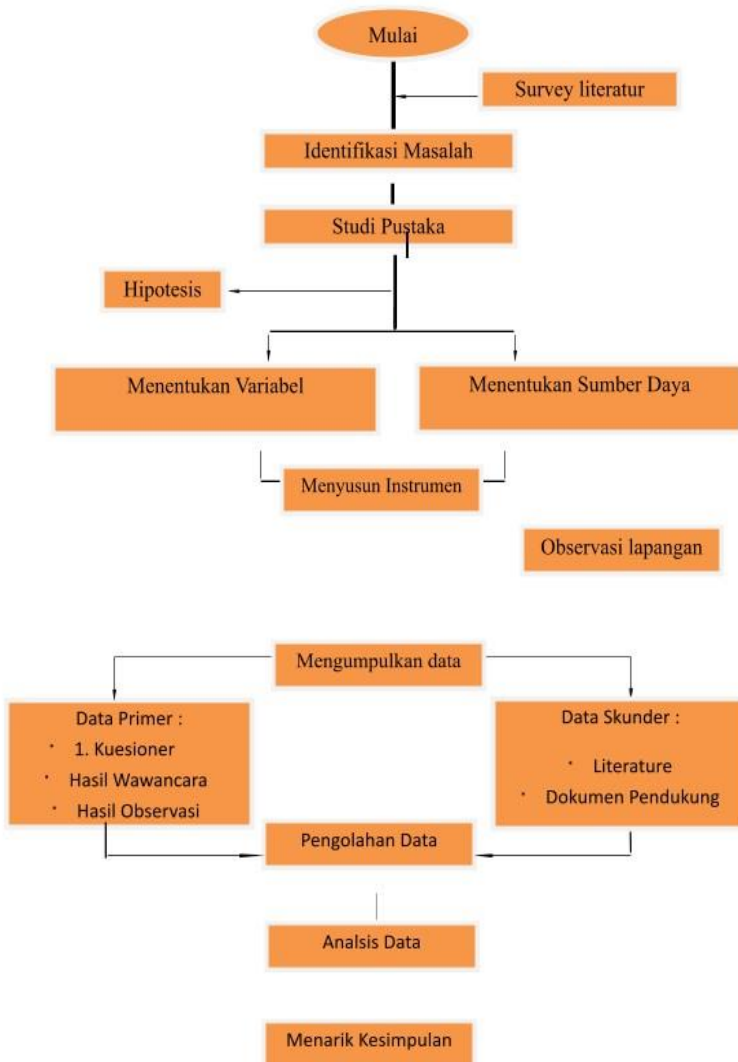 Mulai
Survey literatur
Identifikasi Masalah
Studi Pustaka
Hipotesis
Menentukan Variabel
Menentukan Sumber Daya
Menyusun Instrumen
Observasi lapangan
Mengumpulkan data
Data Primer :
· 1. Kuesioner
· Hasil Wawancara
· Hasil Observasi
Data Skunder :
· Literature
· Dokumen Pendukung
Pengolahan Data
Analsis Data
Menarik Kesimpulan